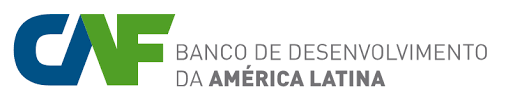 CAF
BANCO DE DESENVOLVIMENTO
DA AMÉRICA LATINA